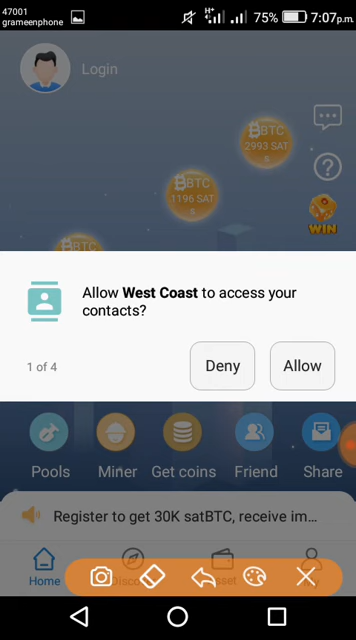 47001
grameenphone
H+
4G
75%
7:07p.m.
Login
BTC
2993 SAT
s
BTC
1196 SAT
s
BTC
WIN
Allow West Coast to access your
contacts?
1 of 4
Deny
Allow
Pools
Miner
Get coins
Friend
Share
Register to get 30K satBTC, receive im...
Home